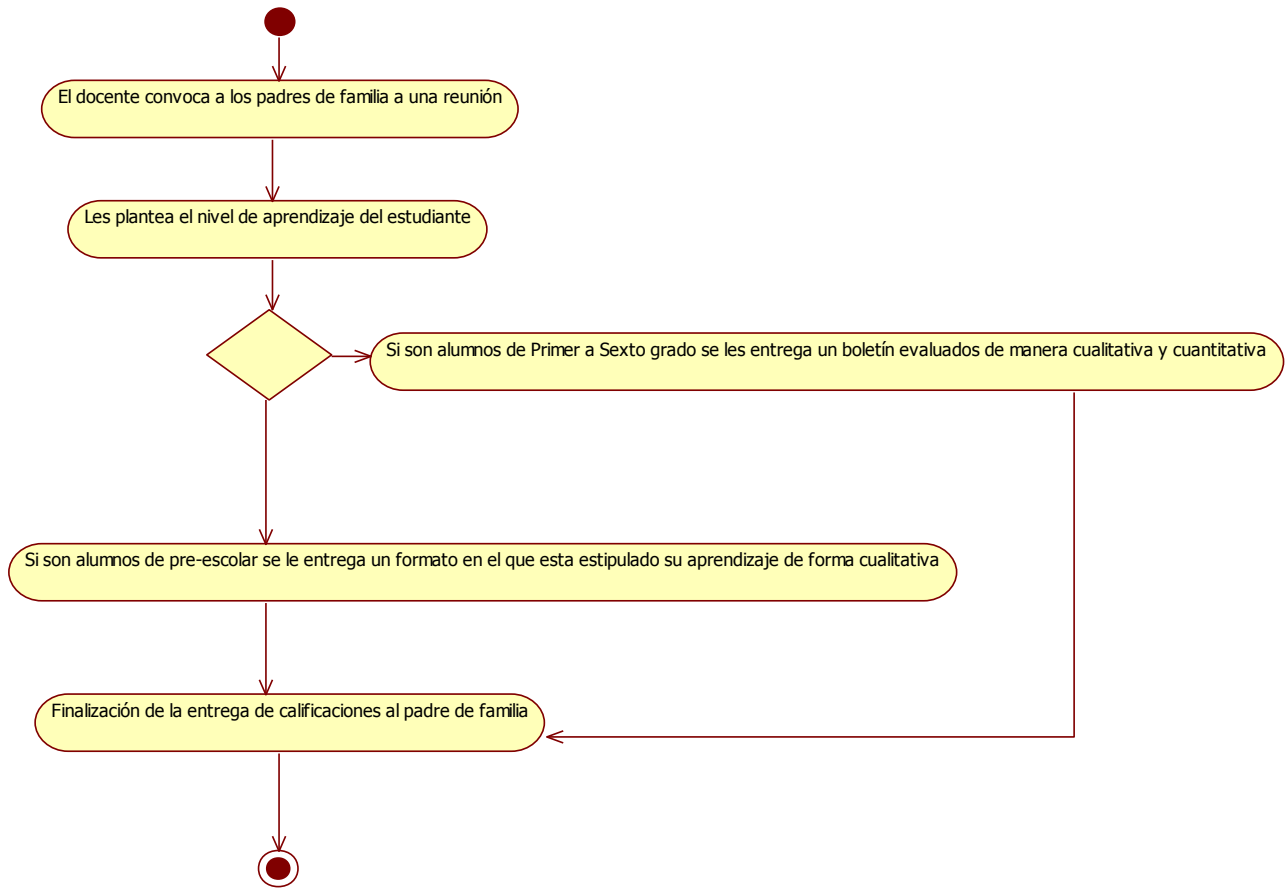 El docente convoca a los padres de familia a una reunión
Les plantea el nivel de aprendizaje del estudiante
Si son alumnos de Primer a Sexto grado se les entrega un boletín evaluados de manera cualitativa y cuantitativa
Si son alumnos de pre-escolar se le entrega un formato en el que esta estipulado su aprendizaje de forma cualitativa
Finalización de la entrega de calificaciones al padre de familia